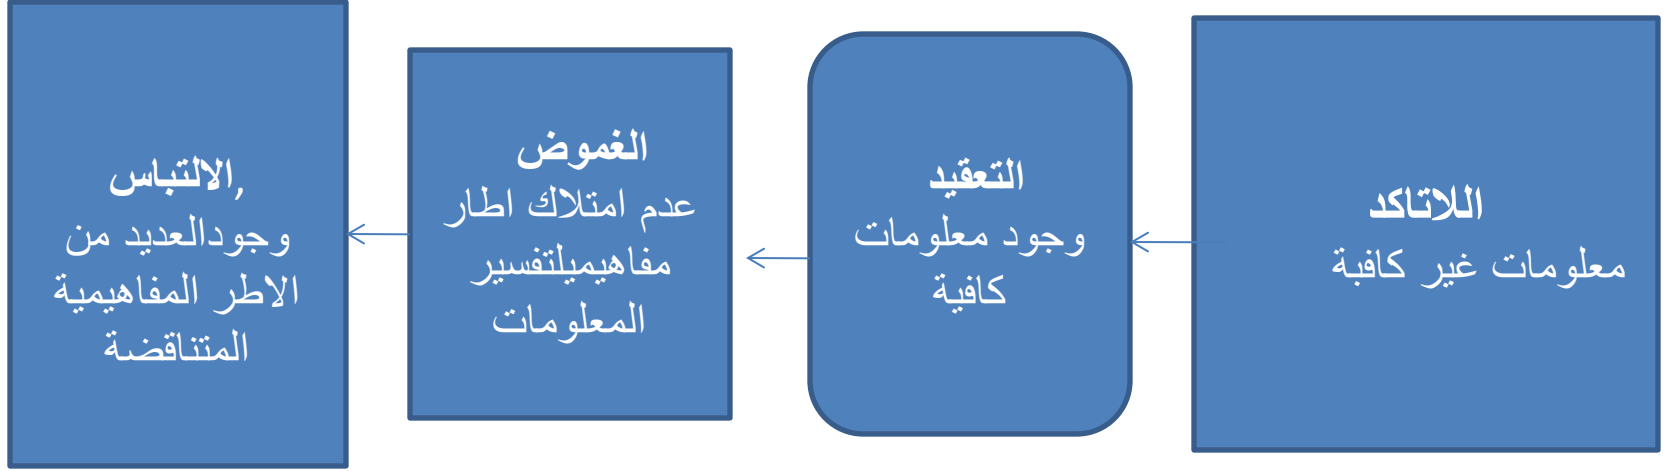 اللاتاكد
معلومات غير كافبة
التعقيد
وجود معلومات
كافية
الغموض
عدم امتلاك اطار
مفاهيميلتفسير
المعلومات
,الالتباس
وجودالعديد من
الاطر المفاهيمية
المتناقضة